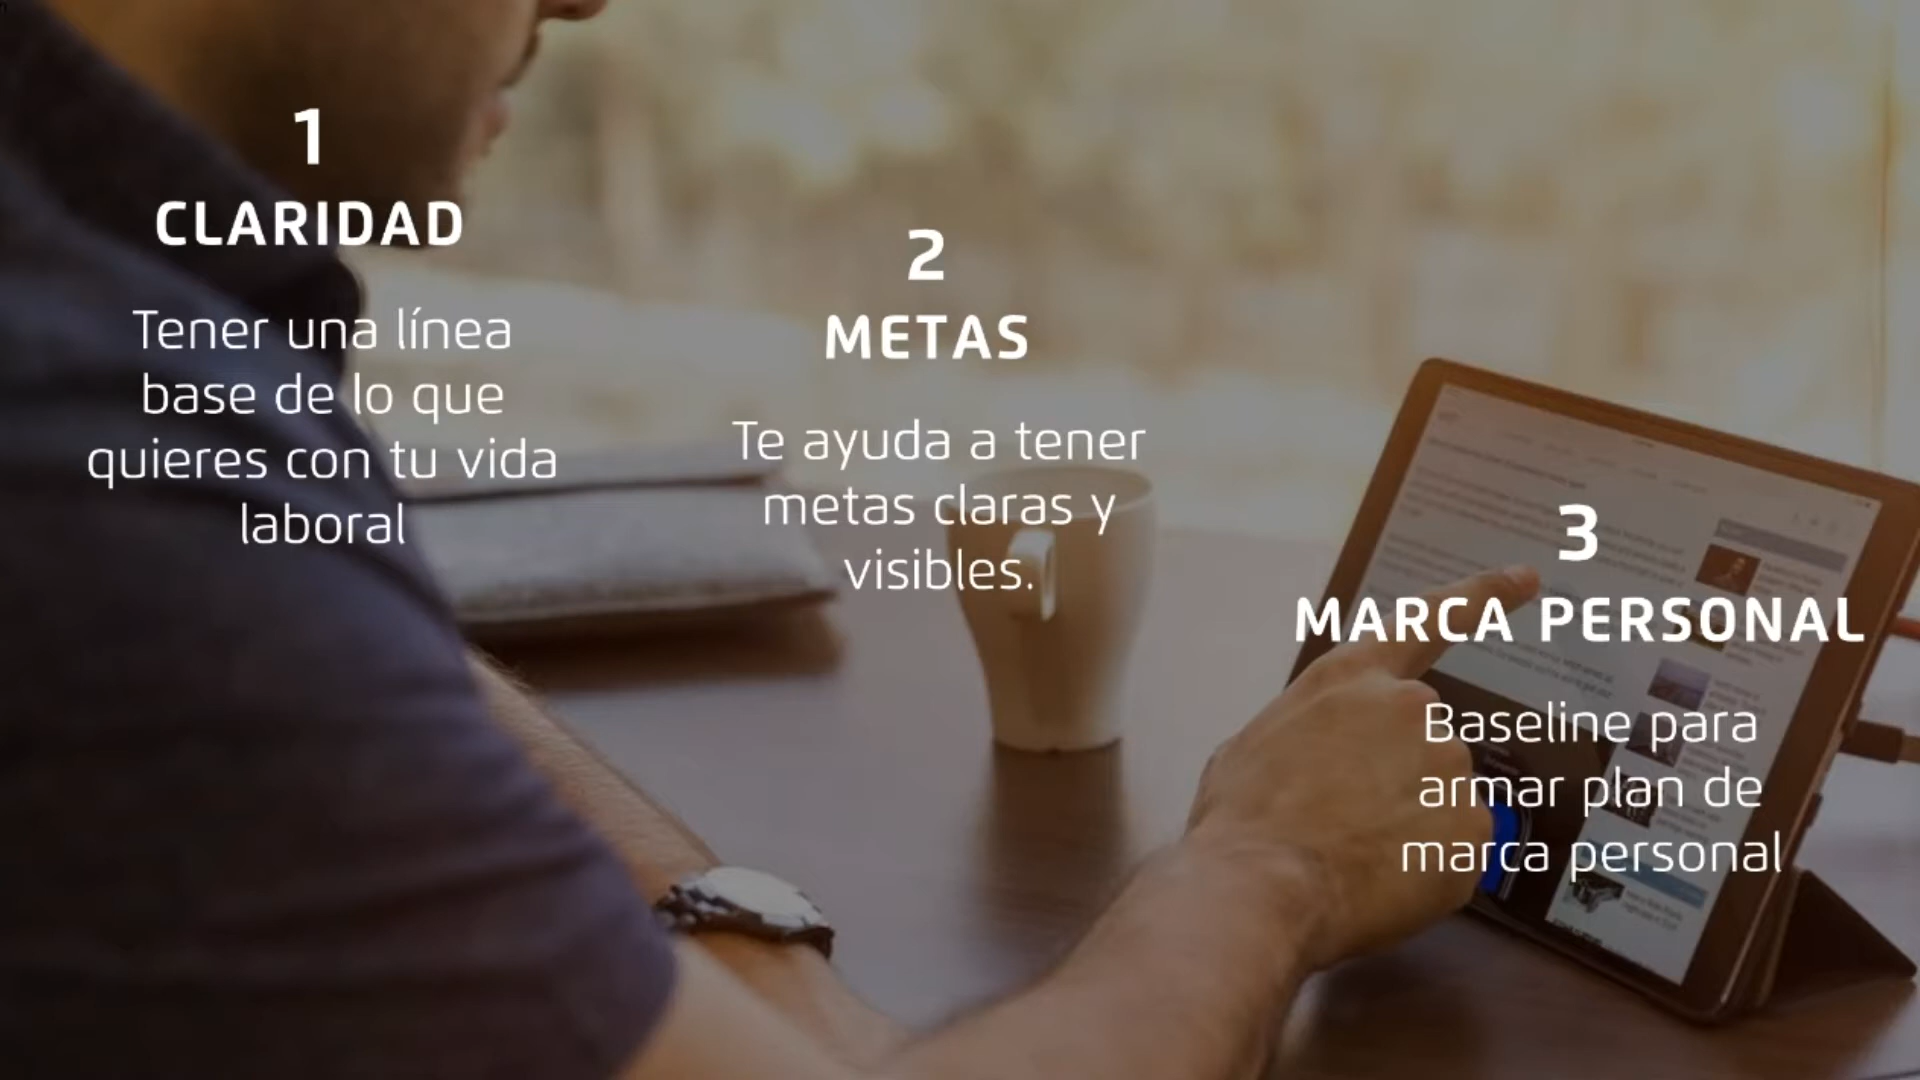 1
CLARIDAD
Tener una línea
base de lo que
quieres con tu vida
laboral
2
METAS
Te ayuda a tener
metas claras y
visibles.
3
MARCA PERSONAL
Baseline para
armar plan de
marca personal